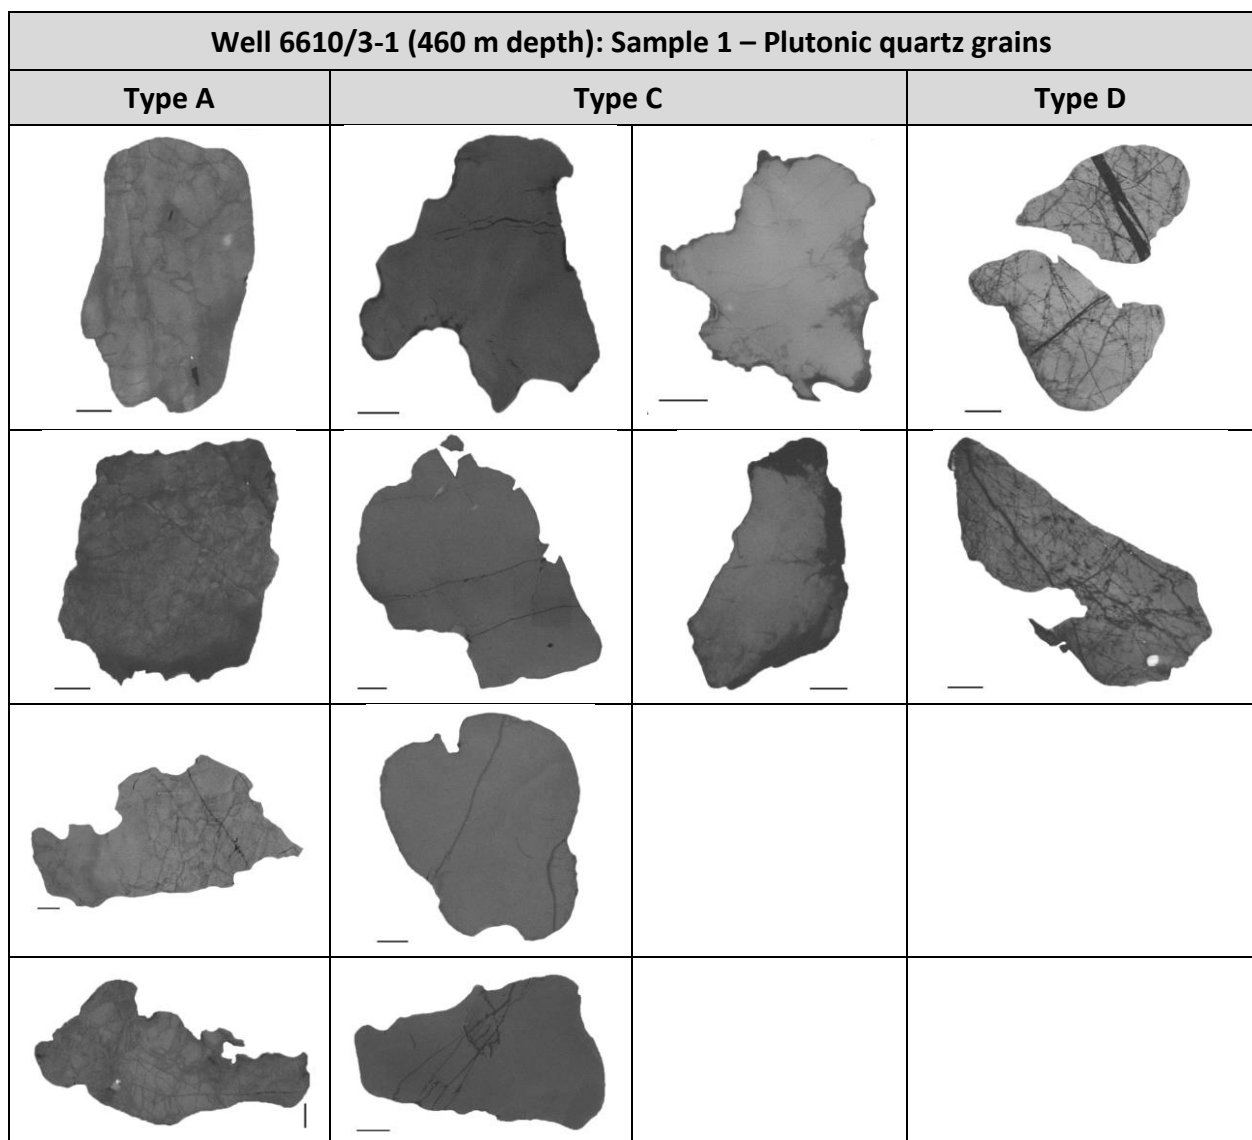 Well 6610/3-1 (460 m depth): Sample 1 – Plutonic quartz grains
Type A
Type C
Type D